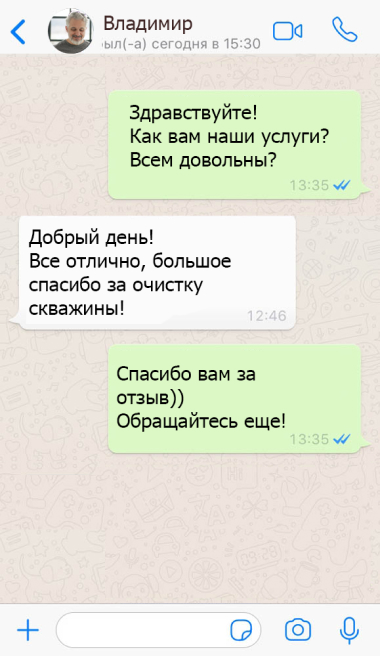 Владимир
был(-а) сегодня в 15:30
Здравствуйте!
Как вам наши услуги?
Всем довольны?
13:35
Добрый день!
Все отлично, большое
спасибо за очистку
скважины!
12:46
Спасибо вам за
отзыв))
Обращайтесь еще!
13:35